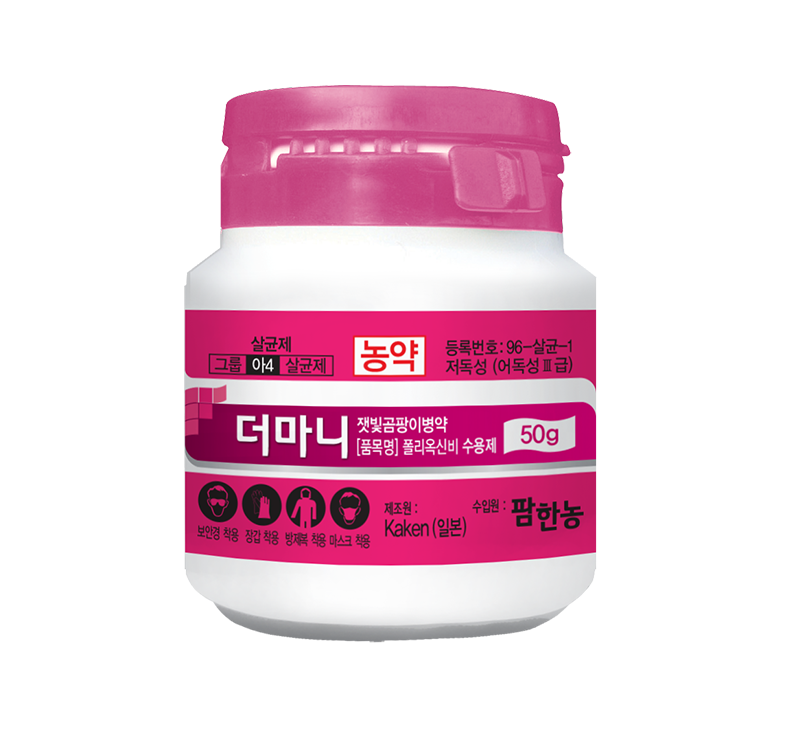 살균제
그룹 아4 살균제
농약
등록번호: 96-살균-1
저독성 (어독성Ⅲ급)
더마니
잿빛곰팡이병약
[품목명] 폴리옥신비 수용제
50g
보안경 착용 장갑 착용 방제복 착용 마스크 착용
제조원 :
Kaken (일본)
수입원 : 팜한농